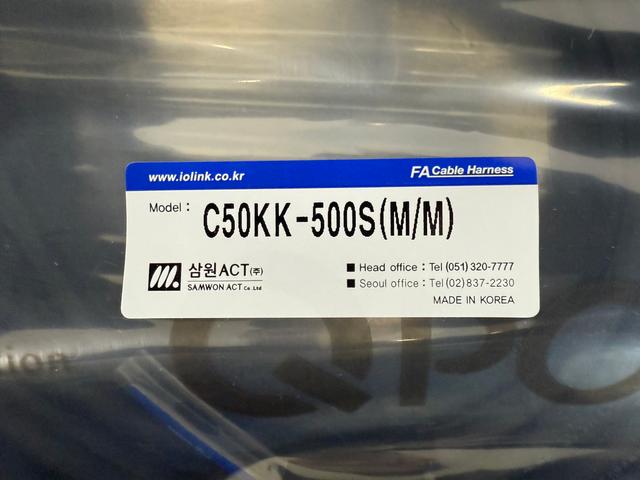 www.iolink.co.kr
FA Cable Harness
Model : C50KK-500S(M/M)
삼원ACT(주)
SAMWON ACT Co. Ltd
■ Head office : Tel (051) 320-7777
■ Seoul office : Tel (02) 837-2230
MADE IN KOREA